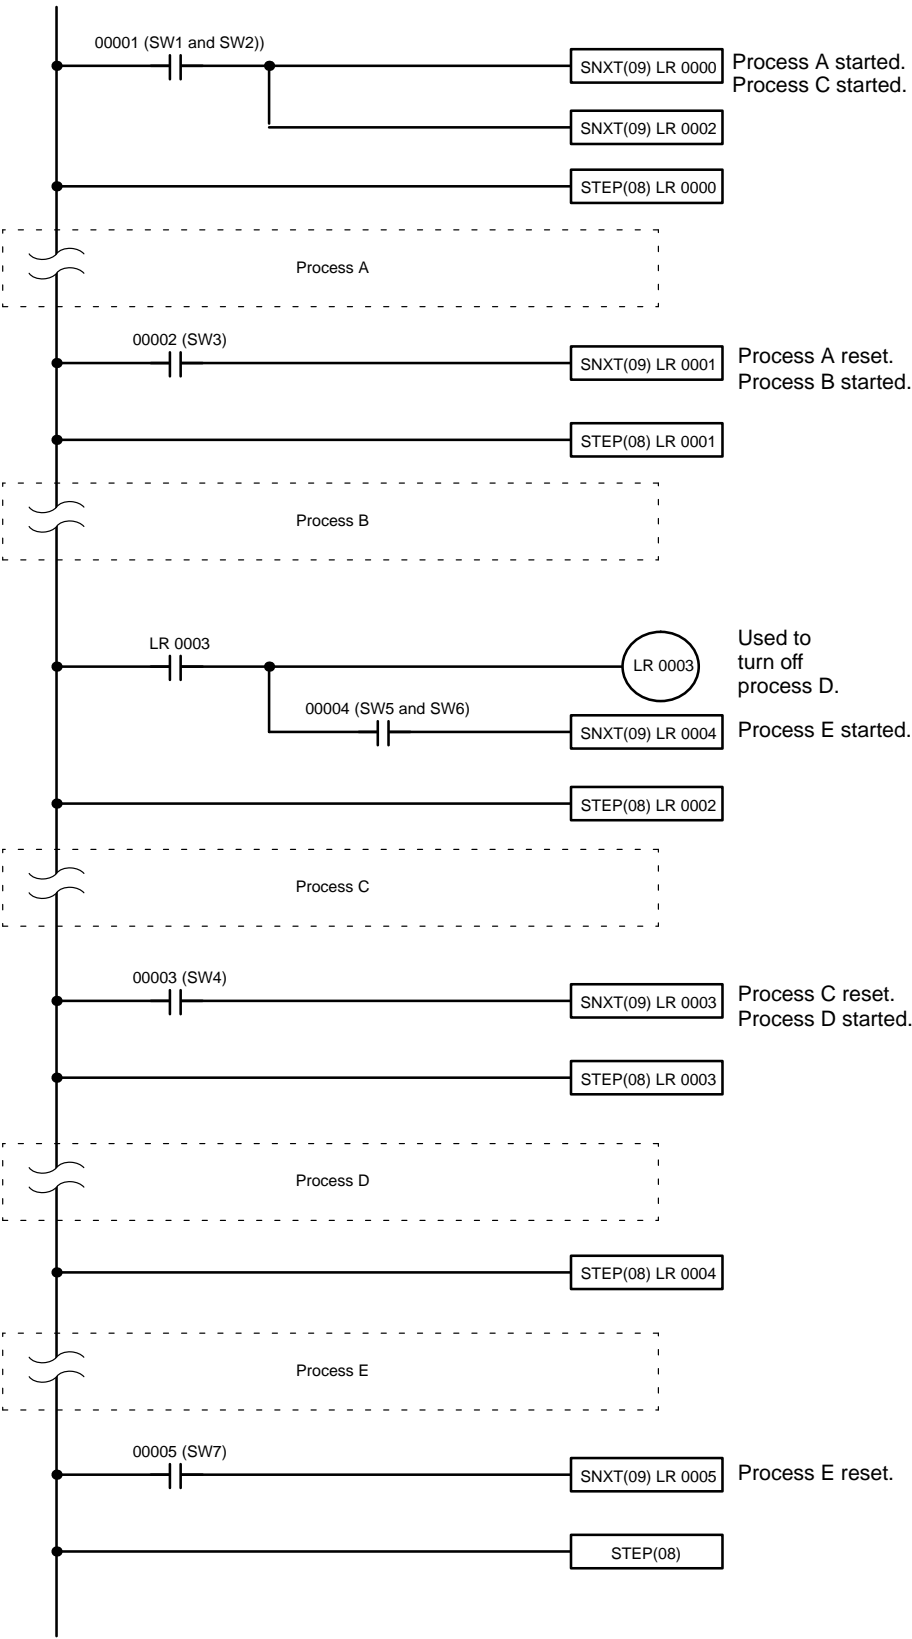 00001 (SW1 and SW2))
SNXT(09) LR 0000
Process A started.
Process C started.
SNXT(09) LR 0002
STEP(08) LR 0000
Process A
00002 (SW3)
SNXT(09) LR 0001
Process A reset.
Process B started.
STEP(08) LR 0001
Process B
LR 0003
LR 0003
Used to
turn off
process D.
00004 (SW5 and SW6)
SNXT(09) LR 0004
Process E started.
STEP(08) LR 0002
Process C
00003 (SW4)
SNXT(09) LR 0003
Process C reset.
Process D started.
STEP(08) LR 0003
Process D
STEP(08) LR 0004
Process E
00005 (SW7)
SNXT(09) LR 0005
Process E reset.
STEP(08)